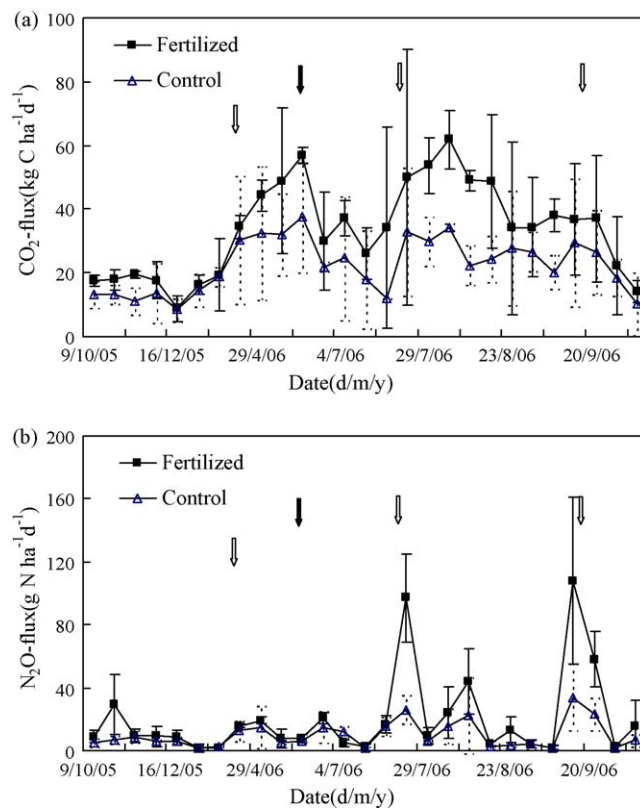 (a)
100
80
60
40
20
0
CO₂-flux(kg C ha⁻¹d⁻¹)
Fertilized
Control
9/10/05 16/12/05 29/4/06 4/7/06 29/7/06 23/8/06 20/9/06
Date(d/m/y)
(b)
200
160
120
80
40
0
N₂O-flux(g N ha⁻¹d⁻¹)
Fertilized
Control
9/10/05 16/12/05 29/4/06 4/7/06 29/7/06 23/8/06 20/9/06
Date(d/m/y)